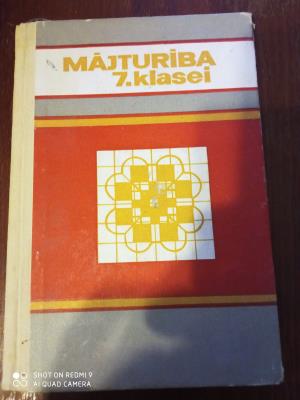 MĀJTURĪBA
7. klasei
SHOT ON REDMI 9
AI QUAD CAMERA